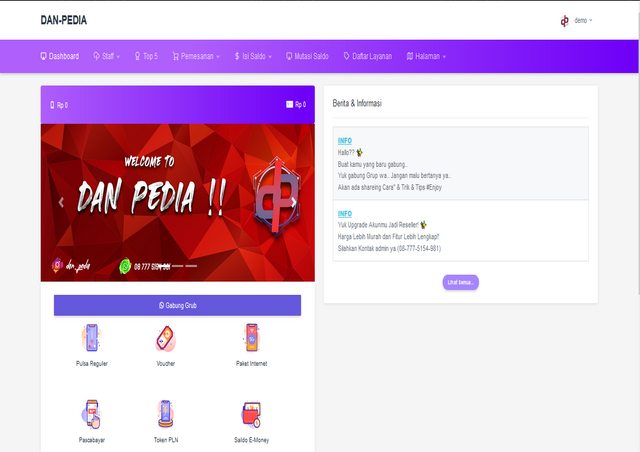 DAN-PEDIA
demo
Dashboard Staff Top 5 Pemesanan Isi Saldo Mutasi Saldo Daftar Layanan Halaman
Rp 0
Rp 0
WELCOME TO
DAN PEDIA !!
dan_pedia
08 777 5154 981
Gabung Grub
Pulsa Reguler
Voucher
Paket Internet
Pascabayar
Token PLN
Saldo E-Money
Berita & Informasi
INFO
Hallo??
Buat kamu yang baru gabung..
Yuk gabung Grup wa.. Jangan malu bertanya ya..
Akan ada shareing Cara" & Trik & Tips #Enjoy
INFO
Yuk Upgrade Akunmu Jadi Reseller!
Harga Lebih Murah dan Fitur Lebih Lengkap!
Silahkan Kontak admin ya (08-777-5154-981)
Lihat semua...